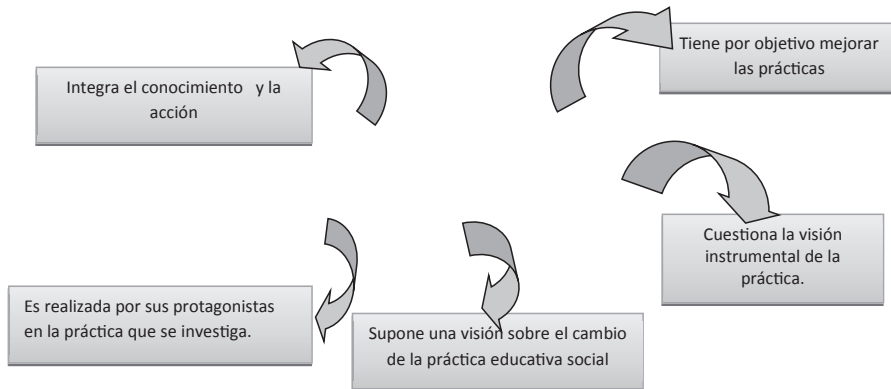 Tiene por objetivo mejorar
las prácticas
Integra el conocimiento y la
acción
Cuestiona la visión
instrumental de la
práctica.
Es realizada por sus protagonistas
en la práctica que se investiga.
Supone una visión sobre el cambio
de la práctica educativa social